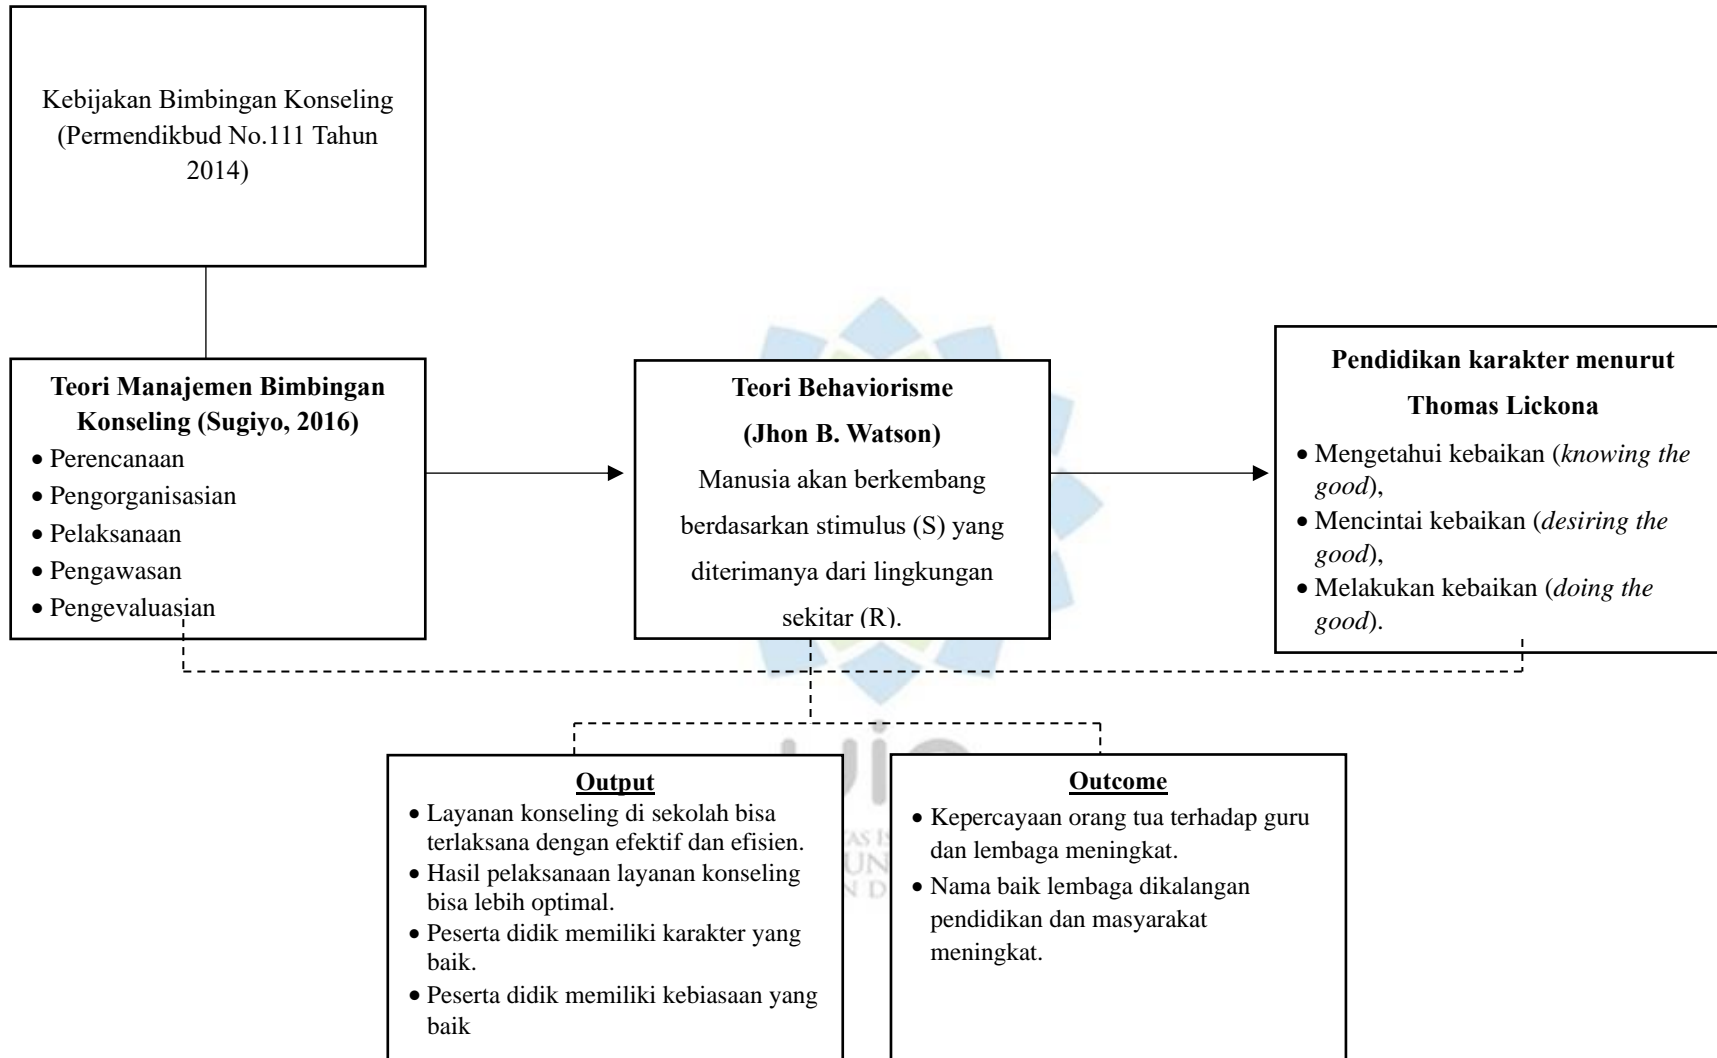 Kebijakan Bimbingan Konseling
(Permendikbud No.111 Tahun
2014)
Teori Manajemen Bimbingan
Konseling (Sugiyo, 2016)
• Perencanaan
• Pengorganisasian
• Pelaksanaan
• Pengawasan
• Pengevaluasian
Teori Behaviorisme
(Jhon B. Watson)
Manusia akan berkembang
berdasarkan stimulus (S) yang
diterimanya dari lingkungan
sekitar (R).
Pendidikan karakter menurut
Thomas Lickona
• Mengetahui kebaikan (knowing the
good),
• Mencintai kebaikan (desiring the
good),
• Melakukan kebaikan (doing the
good).
Output
• Layanan konseling di sekolah bisa
terlaksana dengan efektif dan efisien.
• Hasil pelaksanaan layanan konseling
bisa lebih optimal.
• Peserta didik memiliki karakter yang
baik.
• Peserta didik memiliki kebiasaan yang
baik
Outcome
• Kepercayaan orang tua terhadap guru
dan lembaga meningkat.
• Nama baik lembaga dikalangan
pendidikan dan masyarakat
meningkat.